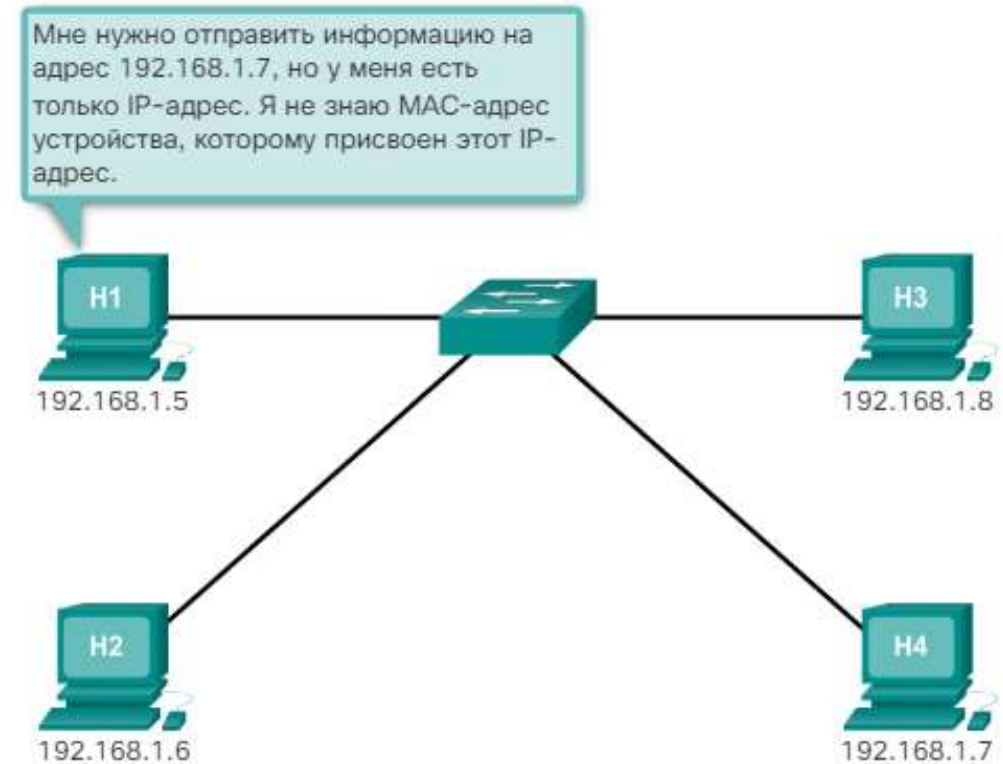 Мне нужно отправить информацию на
адрес 192.168.1.7, но у меня есть
только IP-адрес. Я не знаю MAC-адрес
устройства, которому присвоен этот IP-
адрес.
H1
192.168.1.5
H3
192.168.1.8
H2
192.168.1.6
H4
192.168.1.7